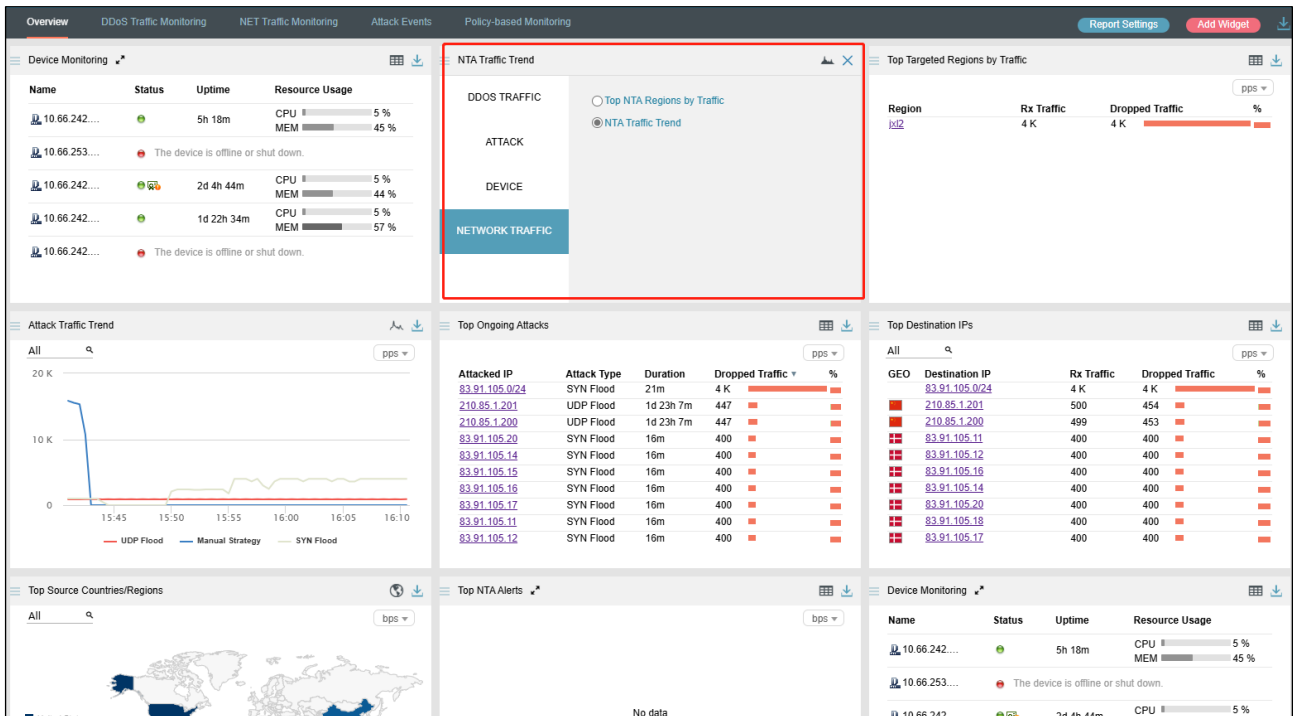 Overview DDoS Traffic Monitoring NET Traffic Monitoring Attack Events Policy-based Monitoring Report Settings Add Widget
Device Monitoring
Name Status Uptime Resource Usage
10.66.242.... 5h 18m CPU 5 %
MEM 45 %
10.66.253.... The device is offline or shut down.
10.66.242.... 2d 4h 44m CPU 5 %
MEM 44 %
10.66.242.... 1d 22h 34m CPU 5 %
MEM 57 %
10.66.242.... The device is offline or shut down.
NTA Traffic Trend
DDOS TRAFFIC
ATTACK
DEVICE
NETWORK TRAFFIC
Top NTA Regions by Traffic
NTA Traffic Trend
Top Targeted Regions by Traffic
pps
Region Rx Traffic Dropped Traffic %
jxl2 4 K 4 K
Attack Traffic Trend
All pps
20 K
10 K
0
15:45 15:50 15:55 16:00 16:05 16:10
UDP Flood Manual Strategy SYN Flood
Top Ongoing Attacks
pps
Attacked IP Attack Type Duration Dropped Traffic %
83.91.105.0/24 SYN Flood 21m 4 K
210.85.1.201 UDP Flood 1d 23h 7m 447
210.85.1.200 UDP Flood 1d 23h 7m 447
83.91.105.20 SYN Flood 16m 400
83.91.105.14 SYN Flood 16m 400
83.91.105.15 SYN Flood 16m 400
83.91.105.16 SYN Flood 16m 400
83.91.105.17 SYN Flood 16m 400
83.91.105.11 SYN Flood 16m 400
83.91.105.12 SYN Flood 16m 400
Top Destination IPs
All pps
GEO Destination IP Rx Traffic Dropped Traffic %
83.91.105.0/24 4 K 4 K
210.85.1.201 500 454
210.85.1.200 499 453
83.91.105.11 400 400
83.91.105.12 400 400
83.91.105.16 400 400
83.91.105.14 400 400
83.91.105.20 400 400
83.91.105.18 400 400
83.91.105.17 400 400
Top Source Countries/Regions
All bps
Top NTA Alerts
bps
No data
Device Monitoring
Name Status Uptime Resource Usage
10.66.242.... 5h 18m CPU 5 %
MEM 45 %
10.66.253.... The device is offline or shut down.
10.66.242.... 2d 4h 44m CPU 5 %